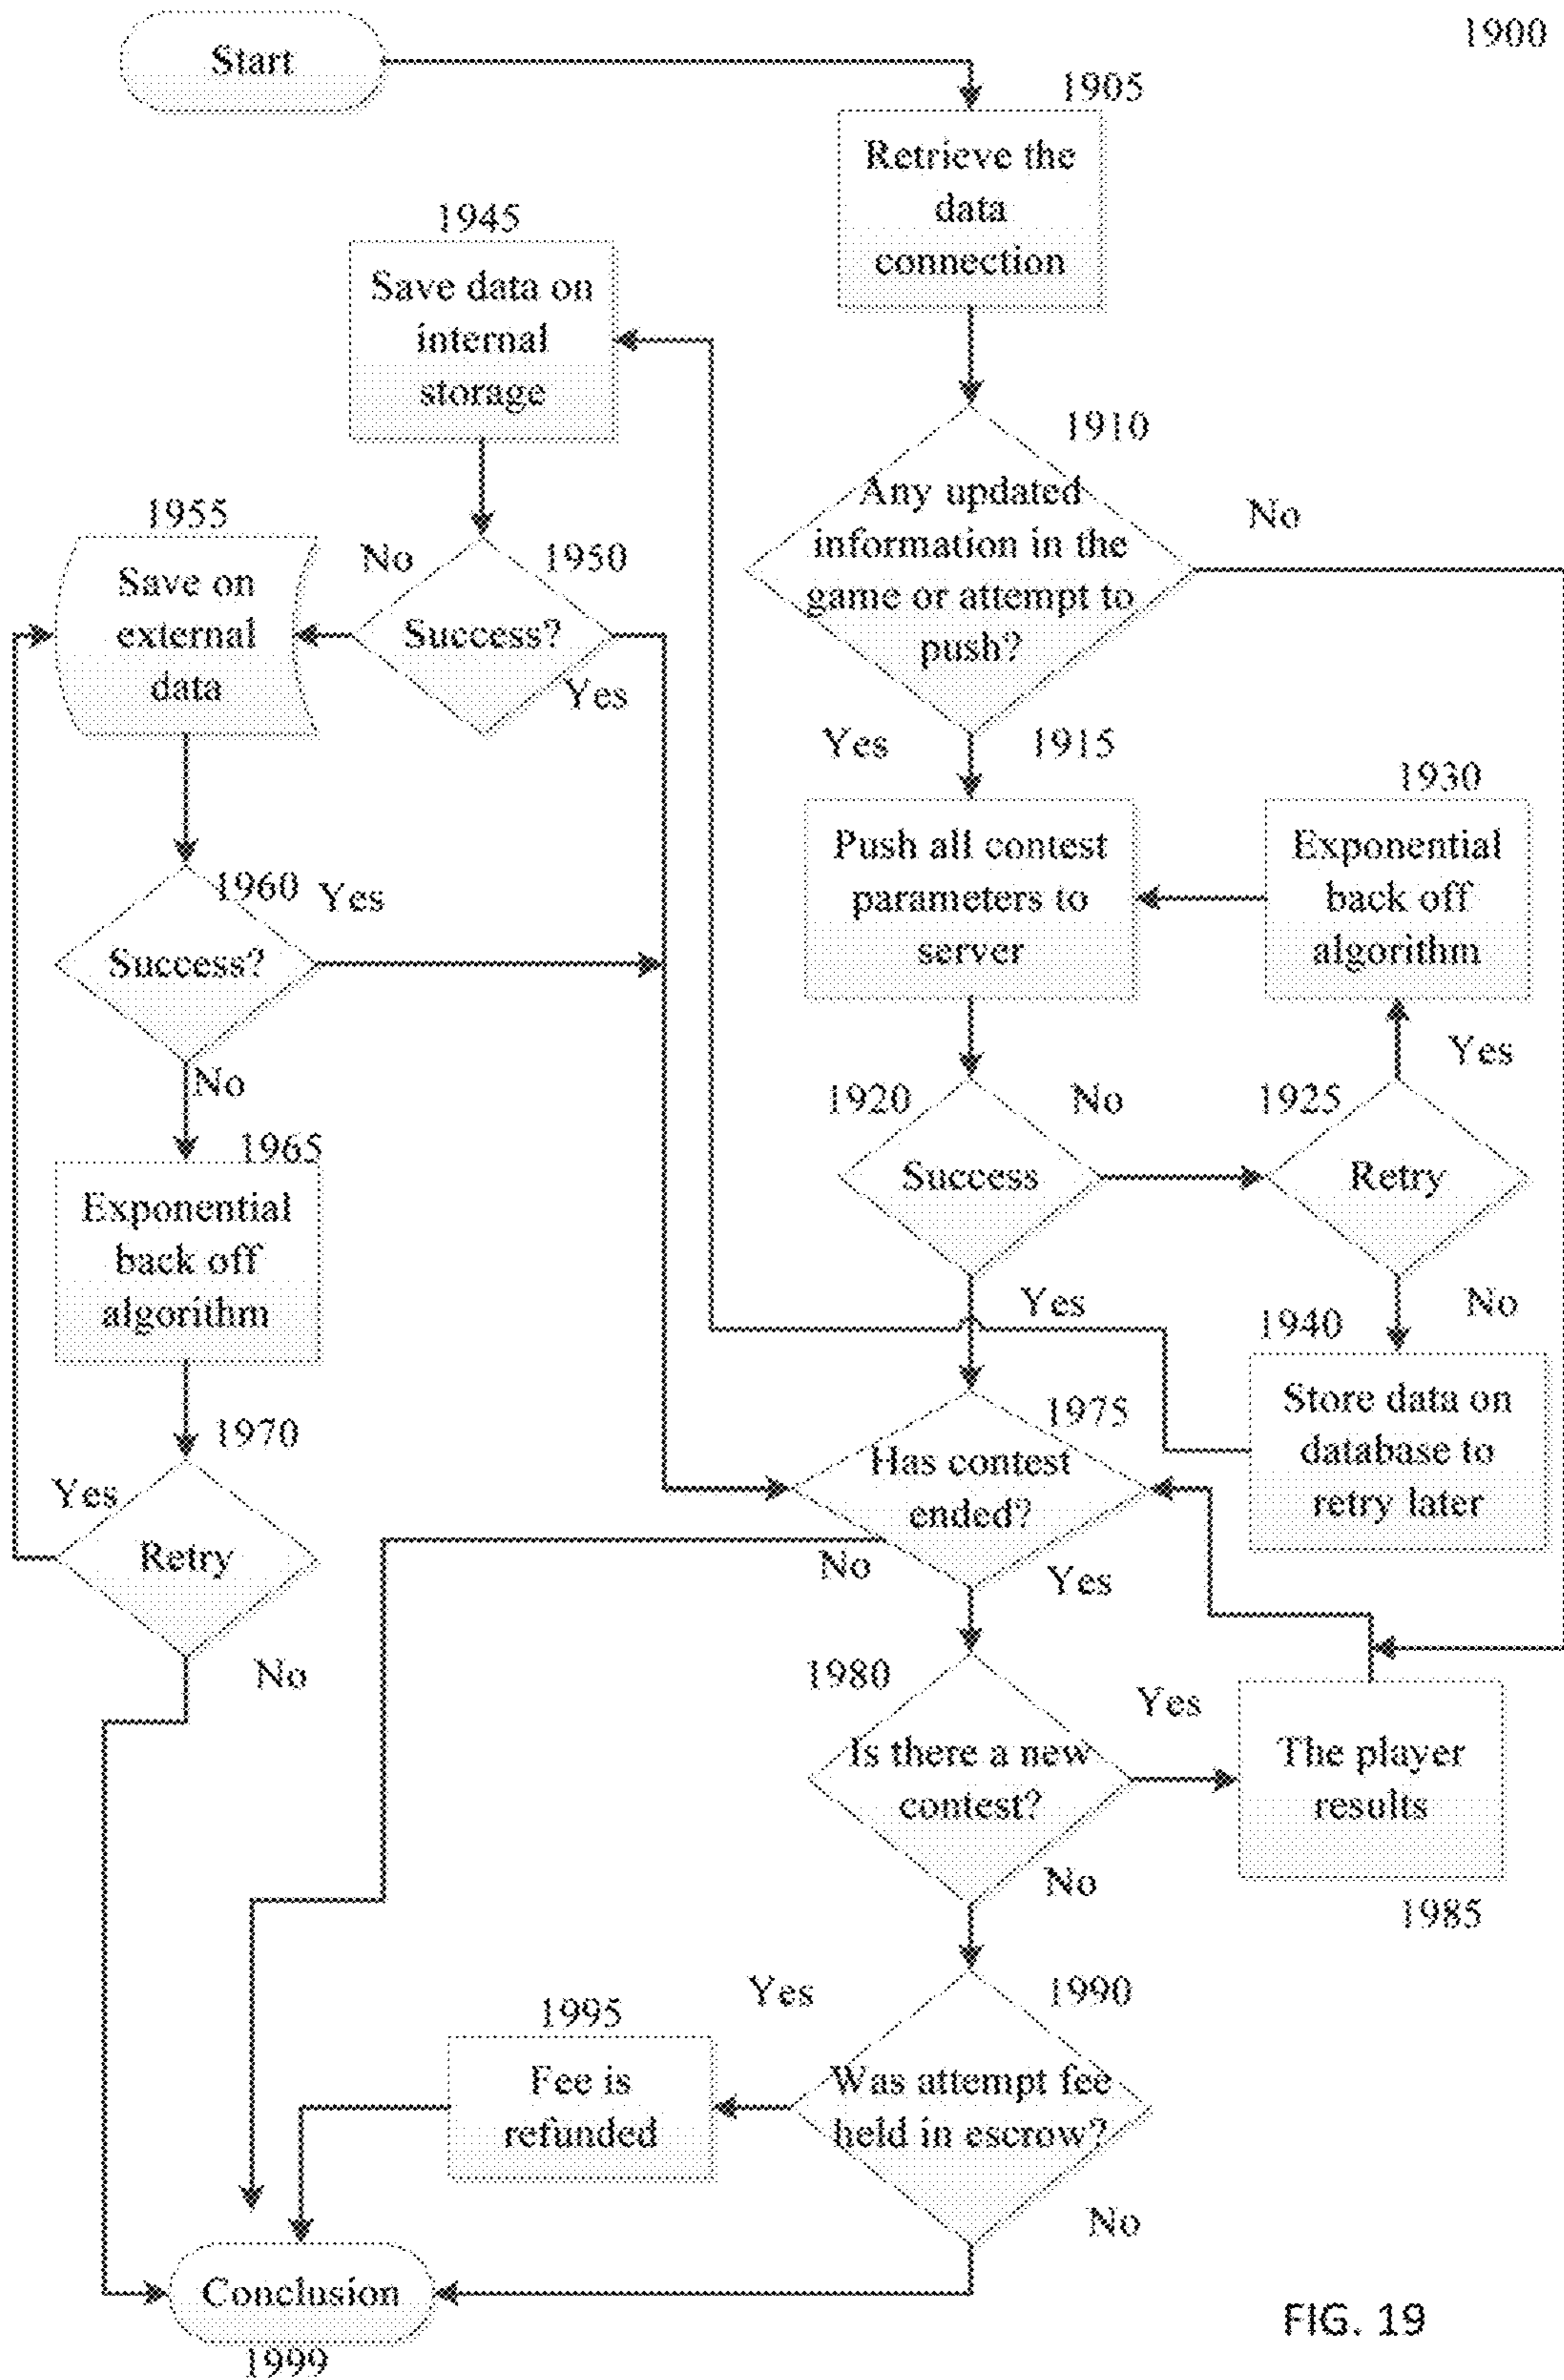 1900
Start
1905
Retrieve the
data
connection
1945
Save data on
internal
storage
1910
Any updated
information in the
game or attempt to
push?
No
1955
Save on
external
data
No
1950
Success?
Yes
Yes
1915
1930
Push all contest
parameters to
server
Exponential
back off
algorithm
1960
Yes
Success?
No
1920
No
1925
Yes
Success
Retry
1965
Exponential
back off
algorithm
Yes
No
1940
Store data on
database to
retry later
1975
Has contest
ended?
No
Yes
1970
Yes
Retry
No
1980
Yes
Is there a new
contest?
No
The player
results
1985
1990
Yes
1995
Was attempt fee
held in escrow?
Fee is
refunded
No
Conclusion
1999
FIG. 19